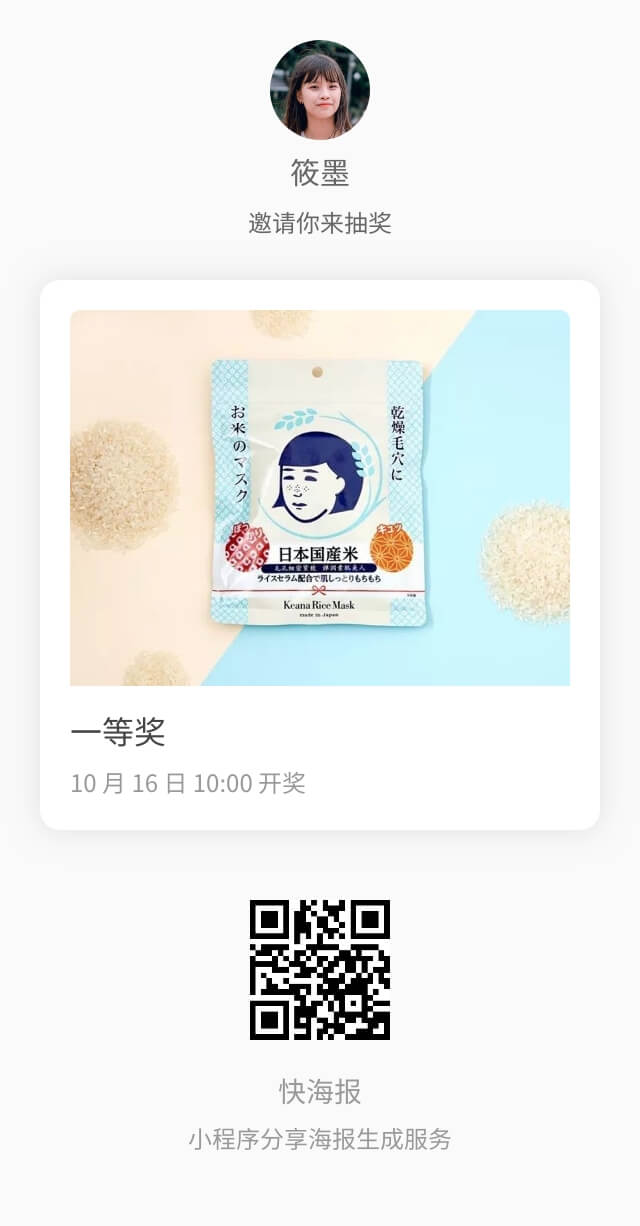 筱墨
邀请你来抽奖
お米のマスク
乾燥毛穴に
日本国産米
ライスセラム配合で肌しっとりもちもち
Keana Rice Mask
made in Japan
一等奖
10 月 16 日 10:00 开奖
快海报
小程序分享海报生成服务